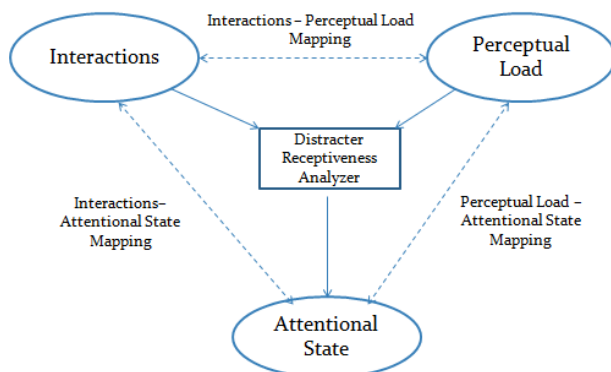 Interactions – Perceptual Load
Mapping
Interactions
Perceptual
Load
Distracter
Receptiveness
Analyzer
Interactions–
Attentional State
Mapping
Perceptual Load –
Attentional State
Mapping
Attentional
State